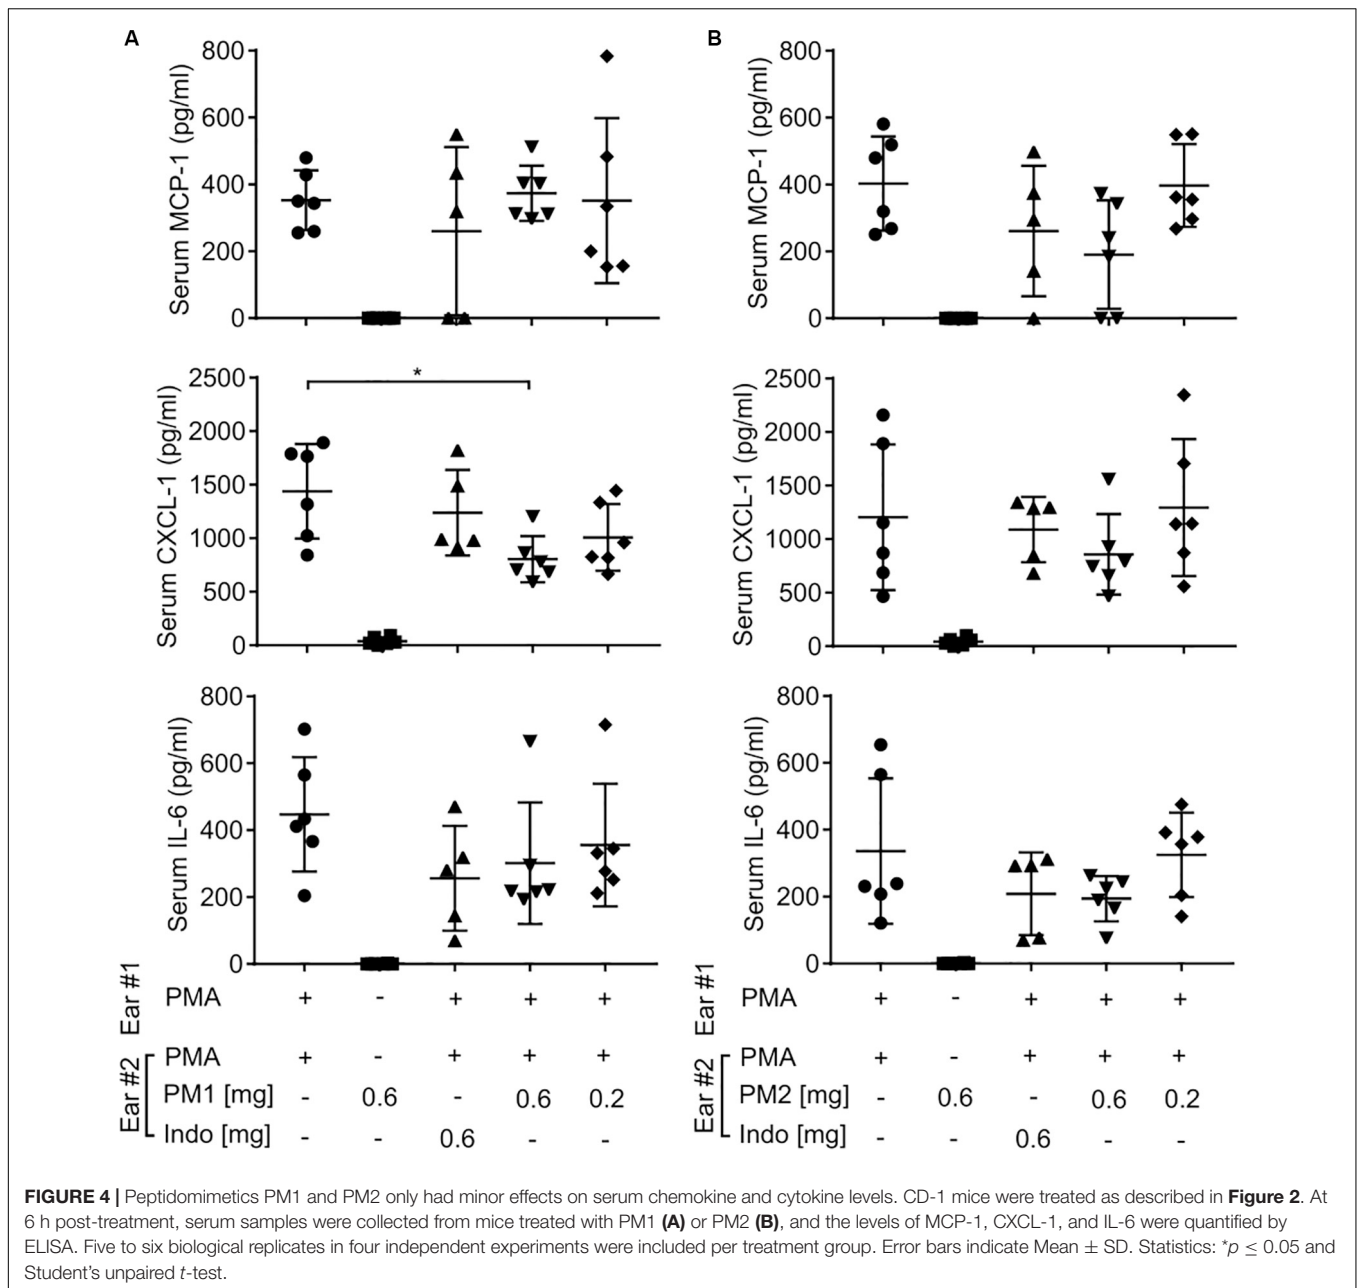 A
B
800
600
400
200
0
Serum MCP-1 (pg/ml)
800
600
400
200
0
Serum MCP-1 (pg/ml)
2500
2000
1500
1000
500
0
Serum CXCL-1 (pg/ml)
*
2500
2000
1500
1000
500
0
Serum CXCL-1 (pg/ml)
800
600
400
200
0
Serum IL-6 (pg/ml)
800
600
400
200
0
Serum IL-6 (pg/ml)
Ear #1
PMA + - + + +
Ear #2
PMA + - + + +
PM1 [mg] - 0.6 - 0.6 0.2
Indo [mg] - - 0.6 - -
Ear #1
PMA + - + + +
Ear #2
PMA + - + + +
PM2 [mg] - 0.6 - 0.6 0.2
Indo [mg] - - 0.6 - -
FIGURE 4 | Peptidomimetics PM1 and PM2 only had minor effects on serum chemokine and cytokine levels. CD-1 mice were treated as described in Figure 2. At
6 h post-treatment, serum samples were collected from mice treated with PM1 (A) or PM2 (B), and the levels of MCP-1, CXCL-1, and IL-6 were quantified by
ELISA. Five to six biological replicates in four independent experiments were included per treatment group. Error bars indicate Mean ± SD. Statistics: *p ≤ 0.05 and
Student's unpaired t-test.